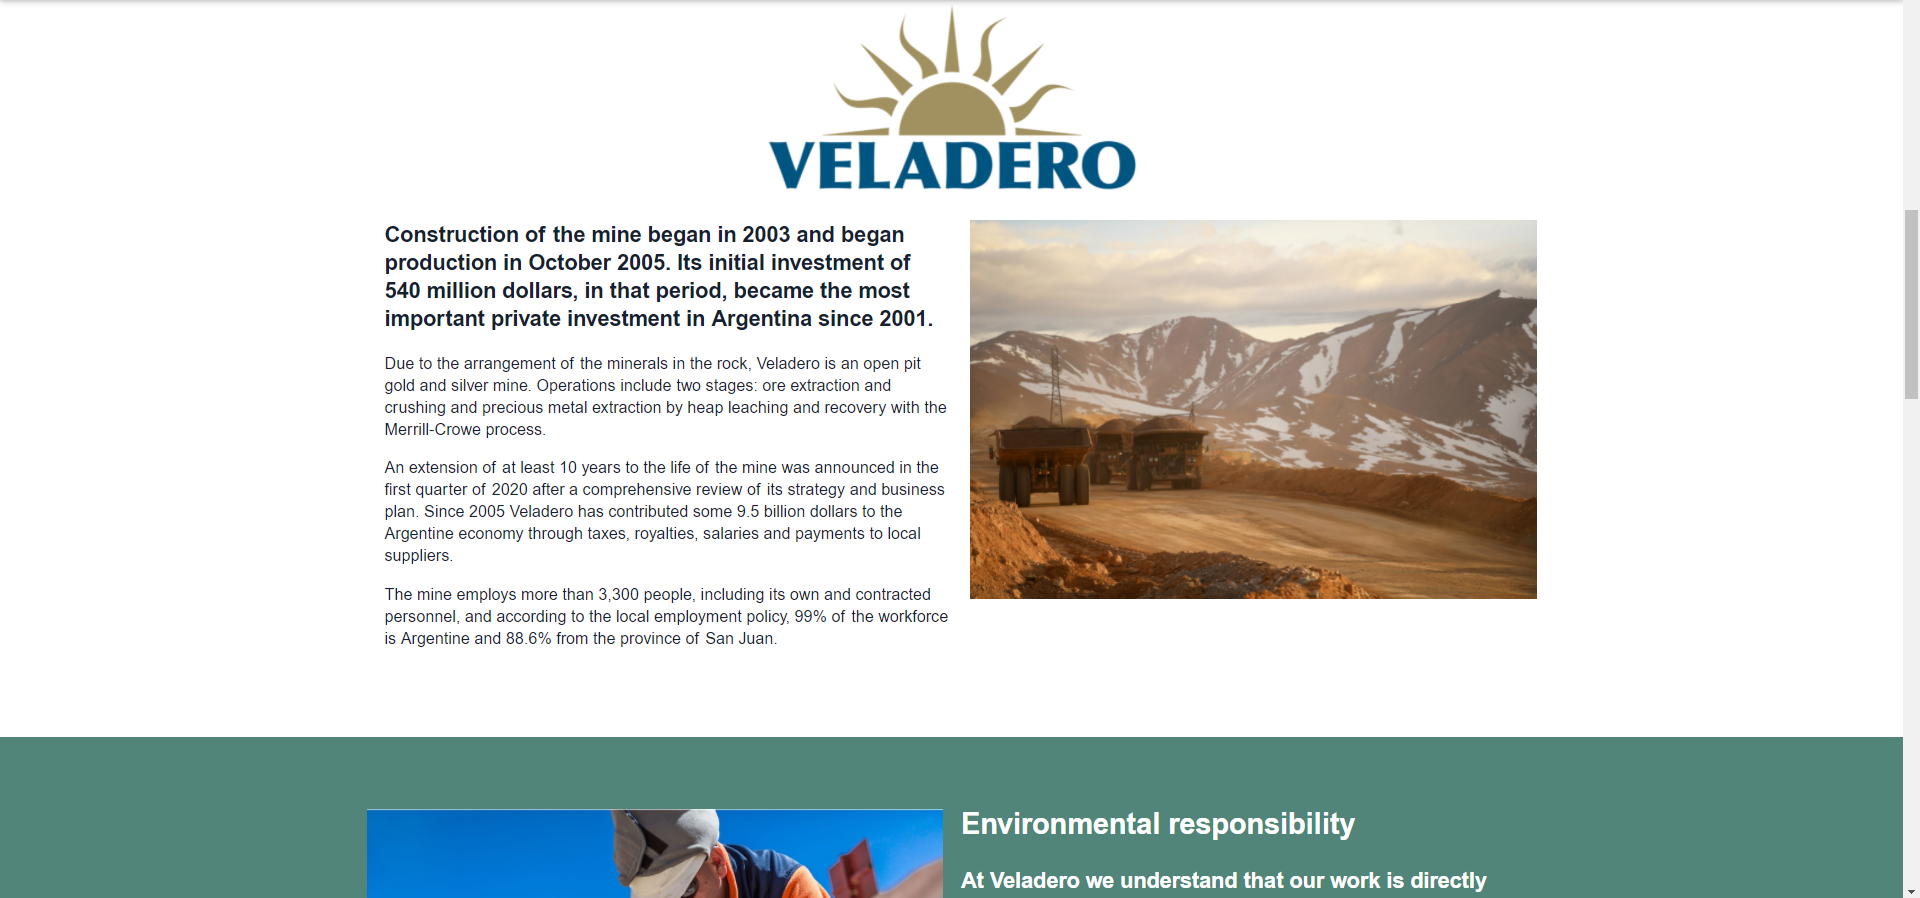 VELADERO
Construction of the mine began in 2003 and began
production in October 2005. Its initial investment of
540 million dollars, in that period, became the most
important private investment in Argentina since 2001.
Due to the arrangement of the minerals in the rock, Veladero is an open pit
gold and silver mine. Operations include two stages: ore extraction and
crushing and precious metal extraction by heap leaching and recovery with the
Merrill-Crowe process.
An extension of at least 10 years to the life of the mine was announced in the
first quarter of 2020 after a comprehensive review of its strategy and business
plan. Since 2005 Veladero has contributed some 9.5 billion dollars to the
Argentine economy through taxes, royalties, salaries and payments to local
suppliers.
The mine employs more than 3,300 people, including its own and contracted
personnel, and according to the local employment policy, 99% of the workforce
is Argentine and 88.6% from the province of San Juan.
Environmental responsibility
At Veladero we understand that our work is directly